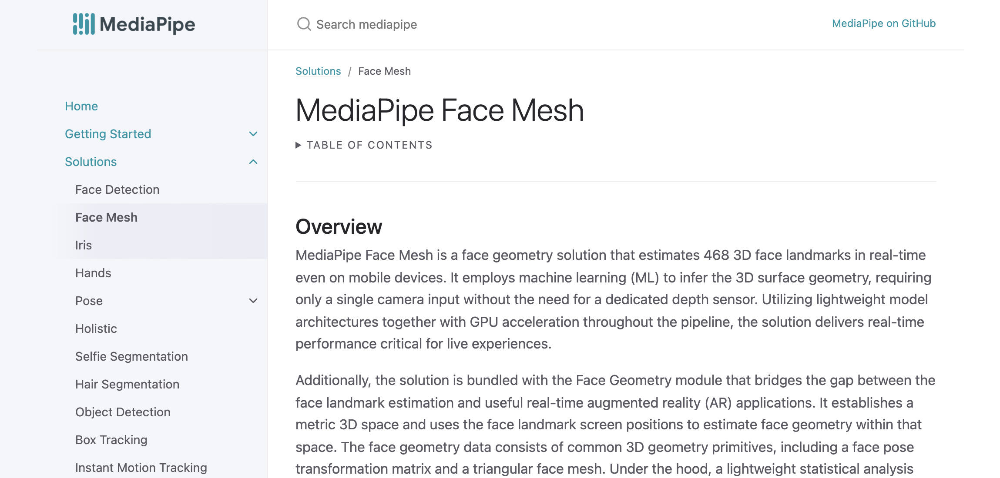 MediaPipe
Search mediapipe
MediaPipe on GitHub
Home
Getting Started
Solutions
Face Detection
Face Mesh
Iris
Hands
Pose
Holistic
Selfie Segmentation
Hair Segmentation
Object Detection
Box Tracking
Instant Motion Tracking
Solutions / Face Mesh
MediaPipe Face Mesh
TABLE OF CONTENTS
Overview
MediaPipe Face Mesh is a face geometry solution that estimates 468 3D face landmarks in real-time
even on mobile devices. It employs machine learning (ML) to infer the 3D surface geometry, requiring
only a single camera input without the need for a dedicated depth sensor. Utilizing lightweight model
architectures together with GPU acceleration throughout the pipeline, the solution delivers real-time
performance critical for live experiences.
Additionally, the solution is bundled with the Face Geometry module that bridges the gap between the
face landmark estimation and useful real-time augmented reality (AR) applications. It establishes a
metric 3D space and uses the face landmark screen positions to estimate face geometry within that
space. The face geometry data consists of common 3D geometry primitives, including a face pose
transformation matrix and a triangular face mesh. Under the hood, a lightweight statistical analysis